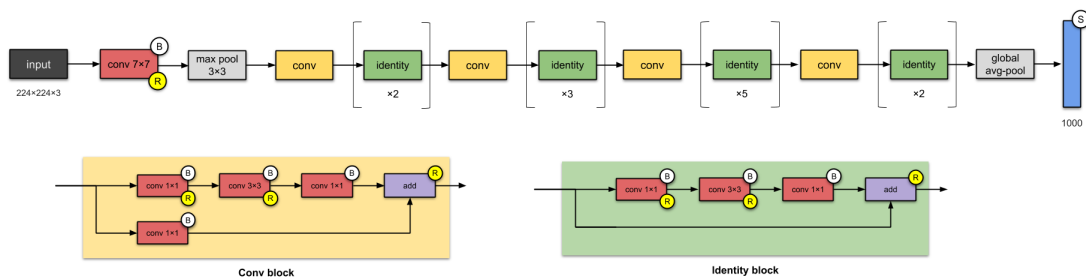 input
224×224×3
conv 7×7
B
R
max pool
3×3
conv
identity
×2
conv
identity
×3
conv
identity
×5
conv
identity
×2
global
avg-pool
S
1000
conv 1×1
B
R
conv 3×3
B
R
conv 1×1
B
add
R
conv 1×1
B
Conv block
conv 1×1
B
R
conv 3×3
B
R
conv 1×1
B
add
R
Identity block